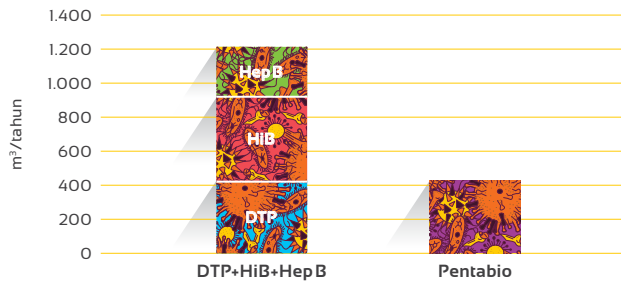 1.400
1.200
1.000
800
600
400
200
0
m³/tahun
Hep B
HiB
DTP
DTP+HiB+Hep B
Pentabio